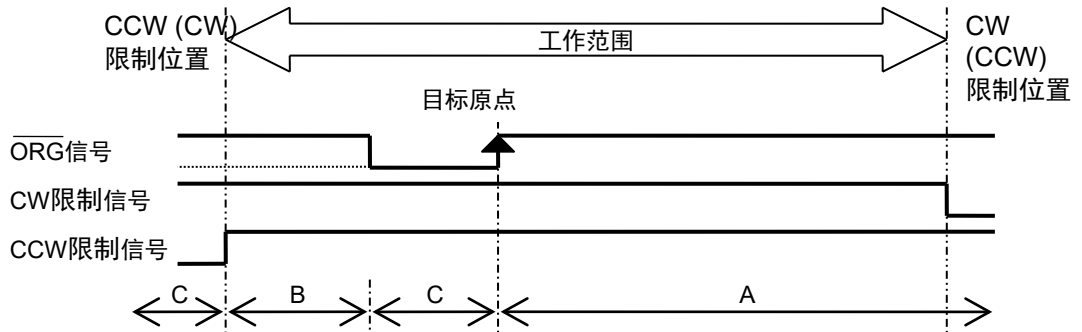 CCW (CW)
限制位置
工作范围
CW
(CCW)
限制位置
目标原点
ORG信号
CW限制信号
CCW限制信号
C
B
C
A